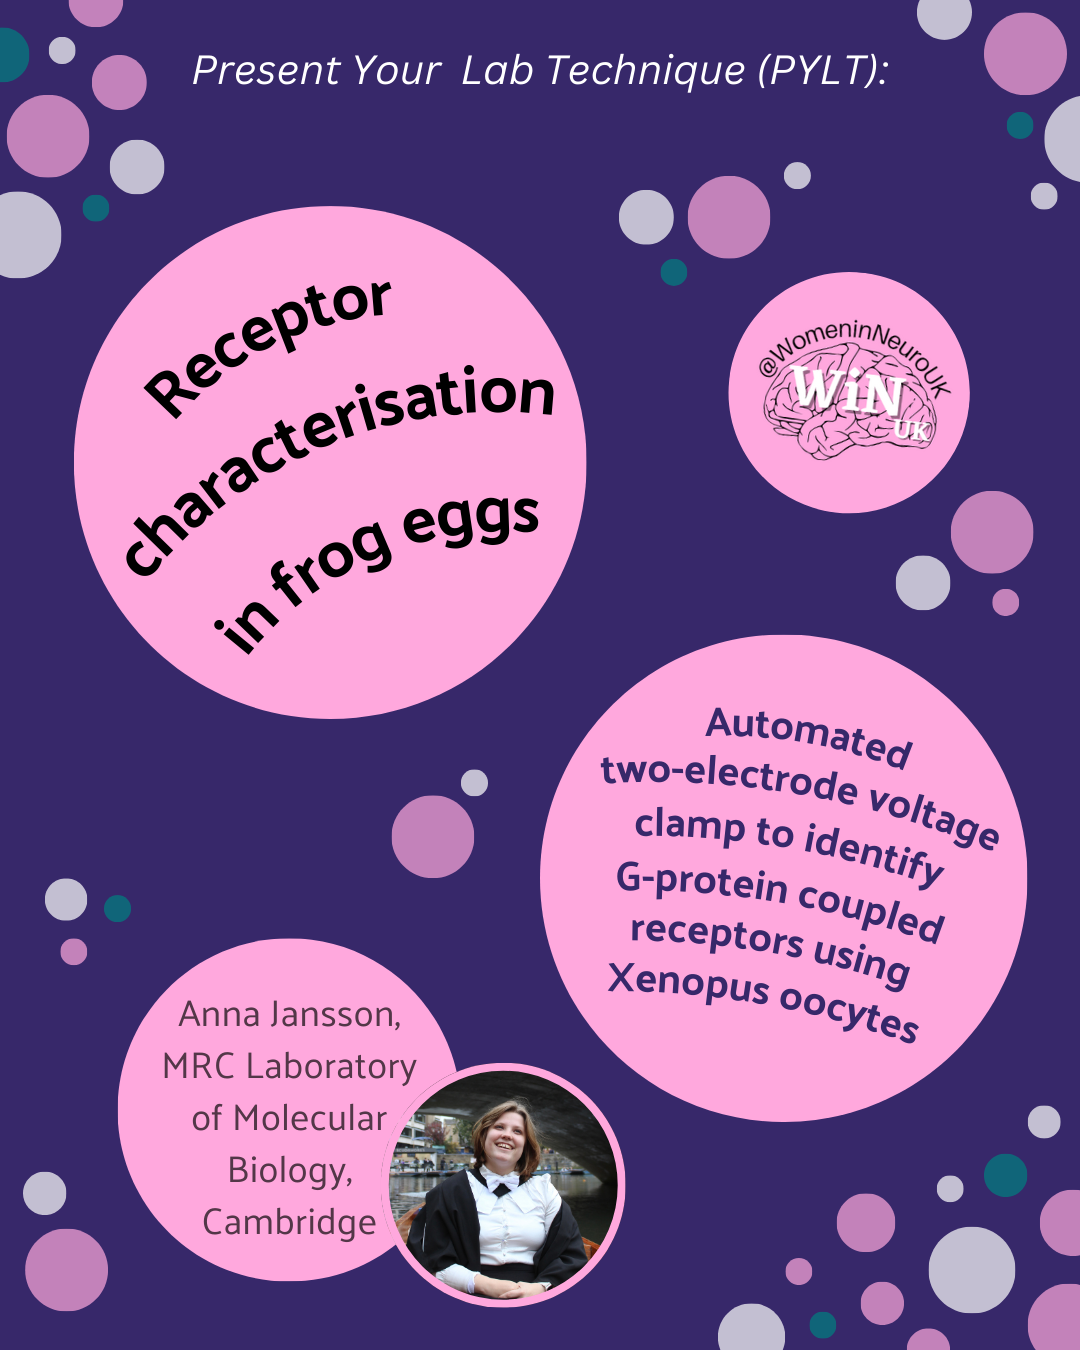 Present Your Lab Technique (PYLT):
Receptor
characterisation
in frog eggs
@WomeninNeuroUK
WiN
UK
Automated
two-electrode voltage
clamp to identify
G-protein coupled
receptors using
Xenopus oocytes
Anna Jansson,
MRC Laboratory
of Molecular
Biology,
Cambridge